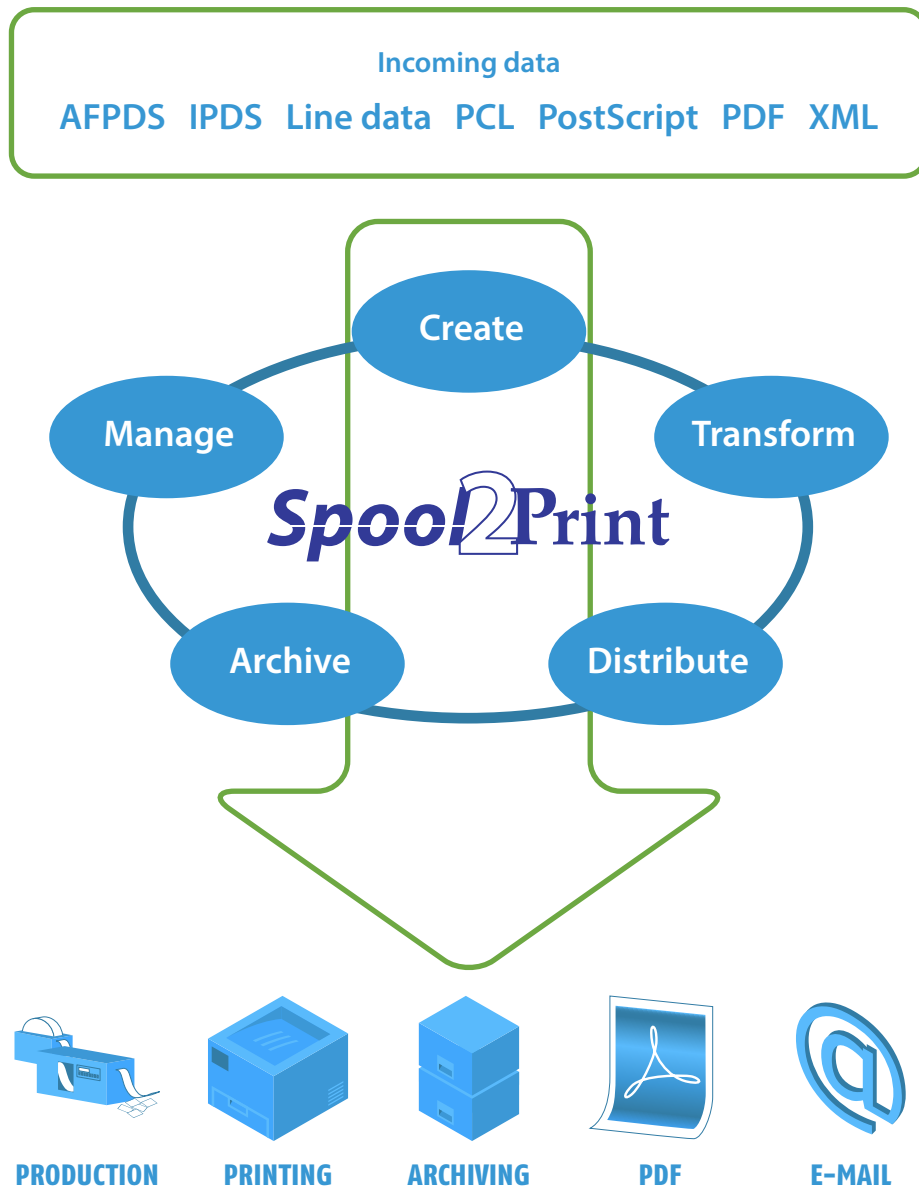 Incoming data
AFPDS IPDS Line data PCL PostScript PDF XML
Create
Manage
Transform
Spool2Print
Archive
Distribute
PRODUCTION
PRINTING
ARCHIVING
PDF
E-MAIL